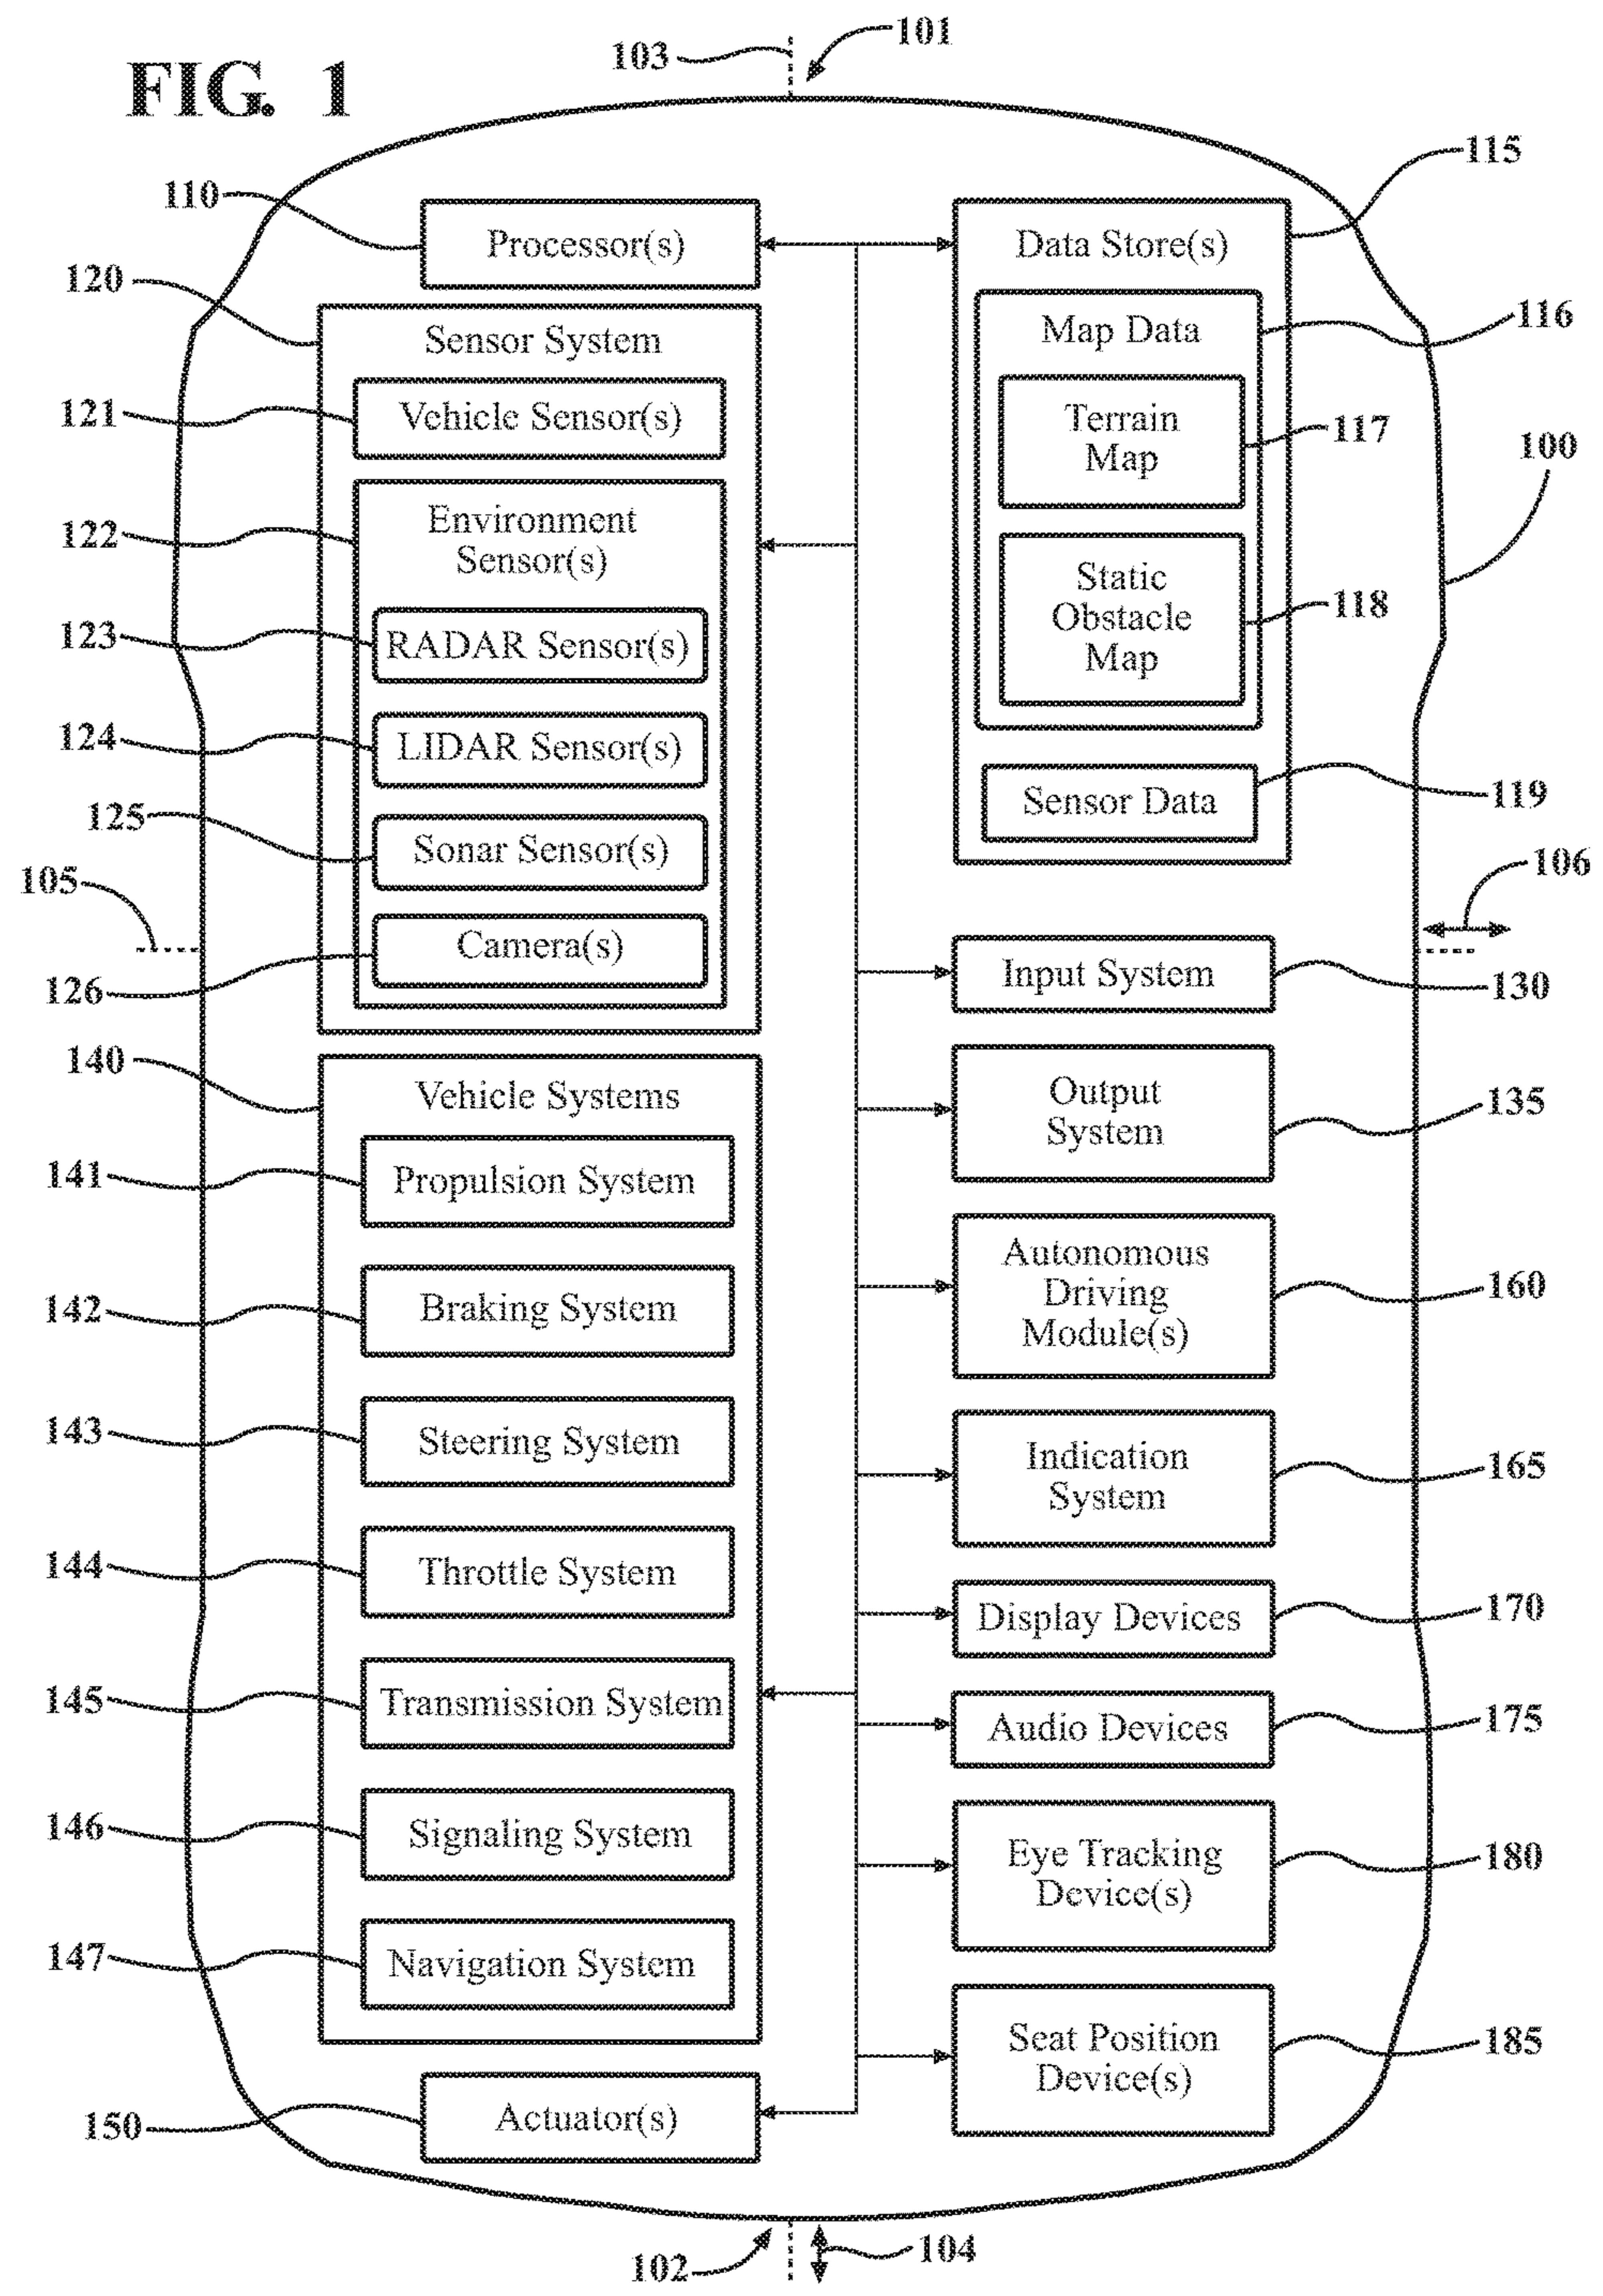 FIG. 1
103
101
115
110
Processor(s)
Data Store(s)
120
Sensor System
Map Data
116
121
Vehicle Sensor(s)
Terrain
Map
117
100
122
Environment
Sensor(s)
Static
Obstacle
Map
118
123
RADAR Sensor(s)
124
LIDAR Sensor(s)
Sensor Data
119
125
Sonar Sensor(s)
105
106
126
Camera(s)
Input System
130
140
Vehicle Systems
Output
System
135
141
Propulsion System
142
Braking System
Autonomous
Driving
Module(s)
160
143
Steering System
Indication
System
165
144
Throttle System
Display Devices
170
145
Transmission System
Audio Devices
175
146
Signaling System
Eye Tracking
Device(s)
180
147
Navigation System
Seat Position
Device(s)
185
150
Actuator(s)
102
104